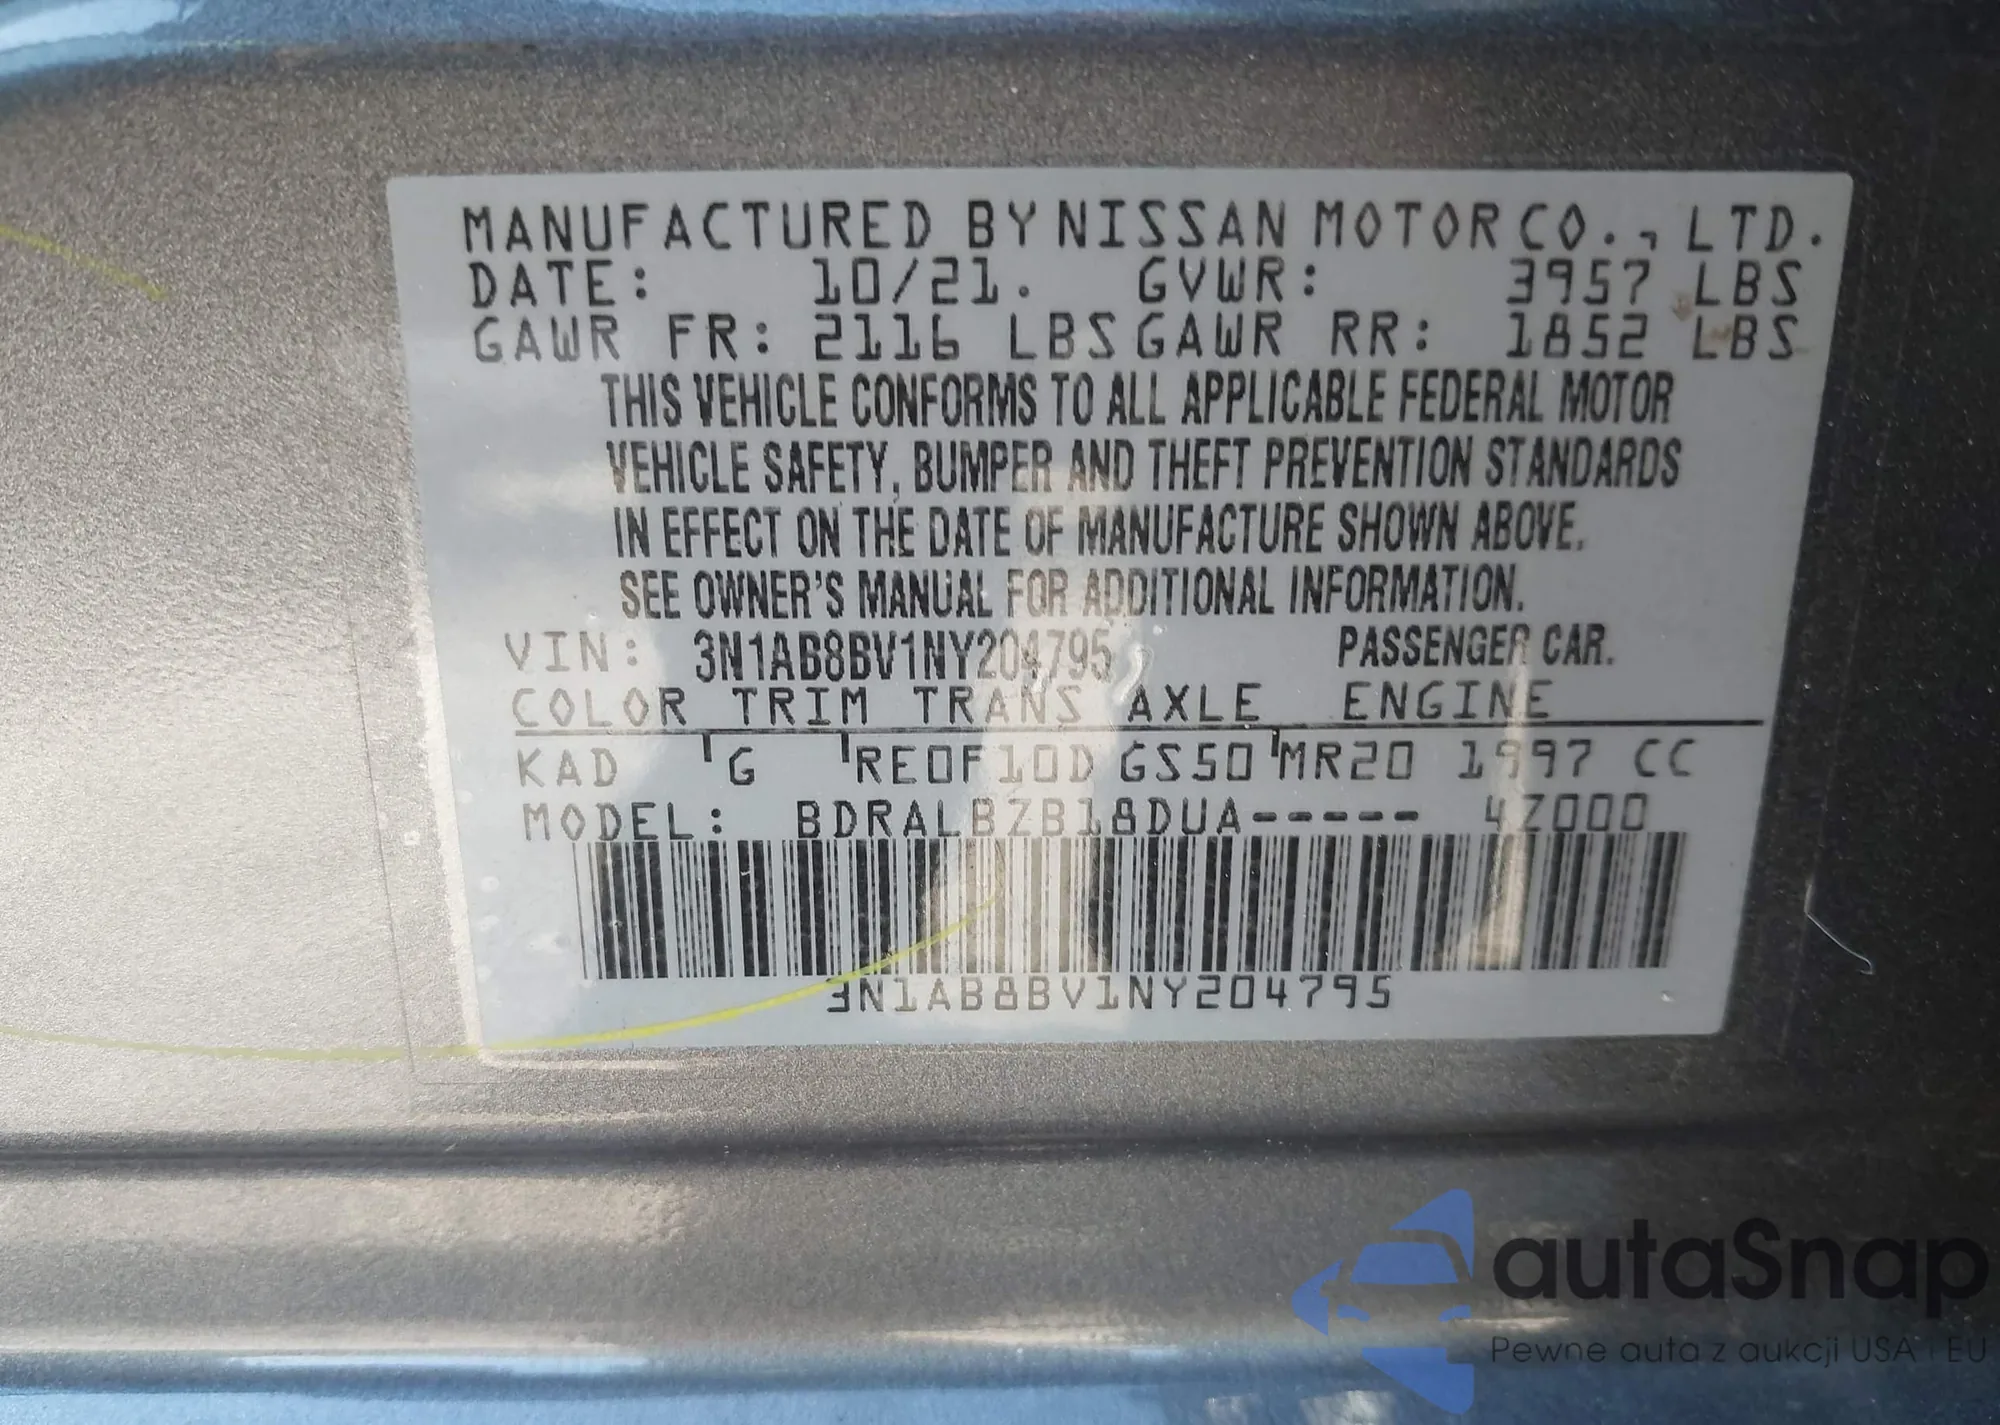 MANUFACTURED BY NISSAN MOTOR CO., LTD.
DATE: 10/21. GVWR: 3957 LBS
GAWR FR: 2116 LBS GAWR RR: 1852 LBS
THIS VEHICLE CONFORMS TO ALL APPLICABLE FEDERAL MOTOR
VEHICLE SAFETY, BUMPER AND THEFT PREVENTION STANDARDS
IN EFFECT ON THE DATE OF MANUFACTURE SHOWN ABOVE.
SEE OWNER'S MANUAL FOR ADDITIONAL INFORMATION.
VIN: 3N1AB8BV1NY204795 PASSENGER CAR.
COLOR TRIM TRANS AXLE ENGINE
KAD G RE0F10D GS50 MR20 1997 CC
MODEL: BDRALBZB18DUA----- 4Z000
3N1AB8BV1NY204795
autaSnap
Pewne auta z aukcji USA i EU